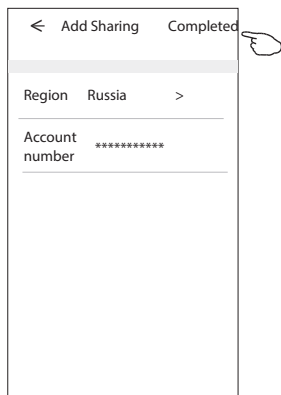 ← Add Sharing Completed
Region Russia >
Account
number ***********